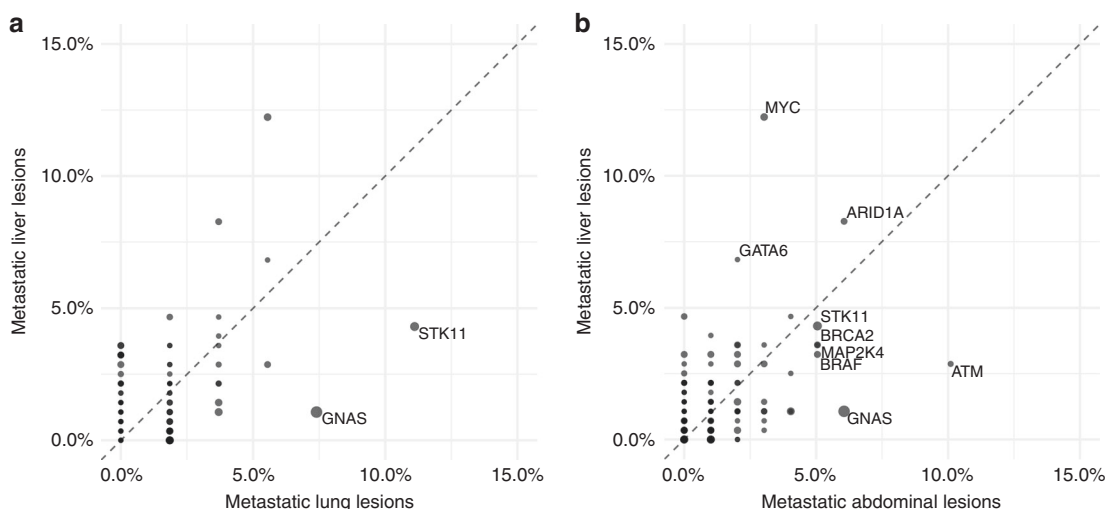 a
15.0%
10.0%
5.0%
0.0%
Metastatic liver lesions
STK11
GNAS
0.0%
5.0%
10.0%
15.0%
Metastatic lung lesions
b
15.0%
10.0%
5.0%
0.0%
Metastatic liver lesions
MYC
ARID1A
GATA6
STK11
BRCA2
MAP2K4
BRAF
ATM
GNAS
0.0%
5.0%
10.0%
15.0%
Metastatic abdominal lesions